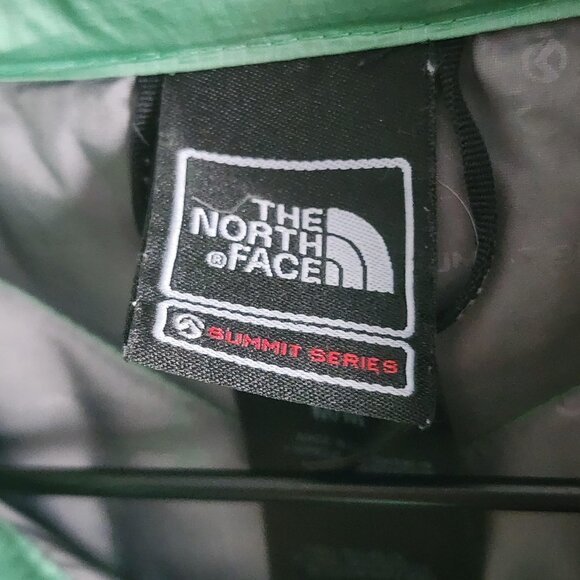 THE
NORTH
® FACE
SUMMIT SERIES